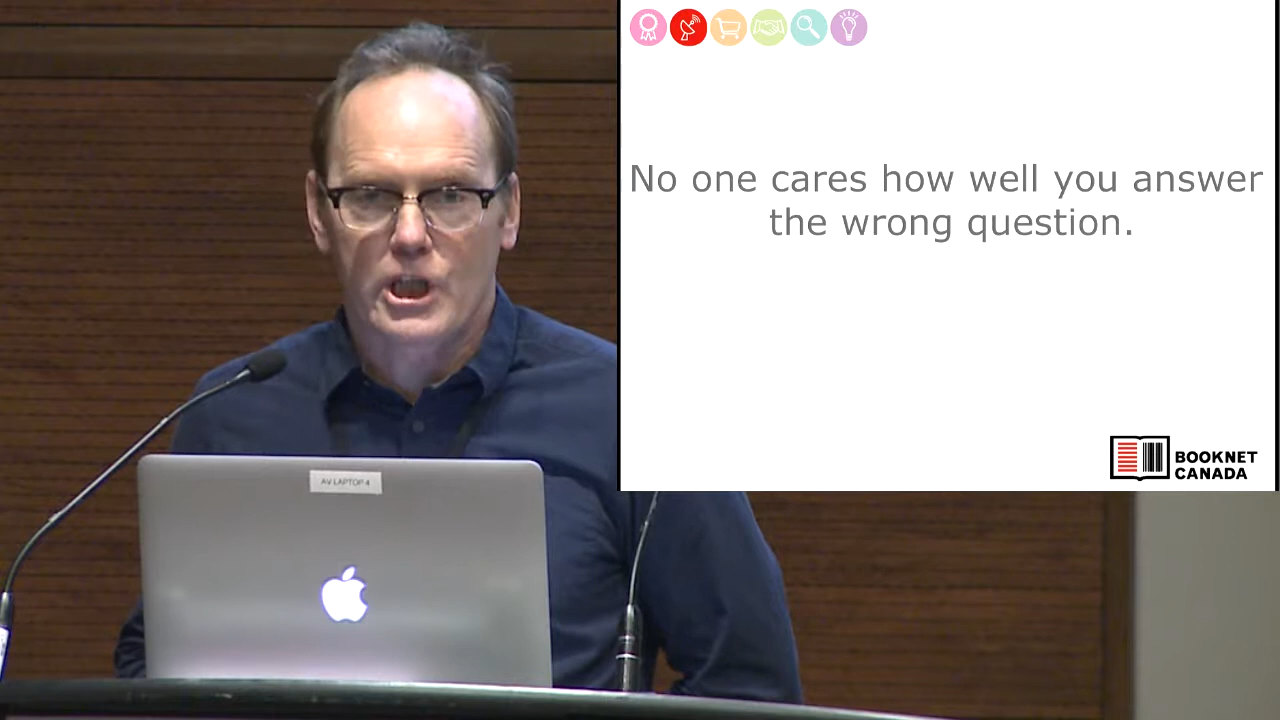 No one cares how well you answer
the wrong question.
BOOKNET
CANADA
AV LAPTOP 4